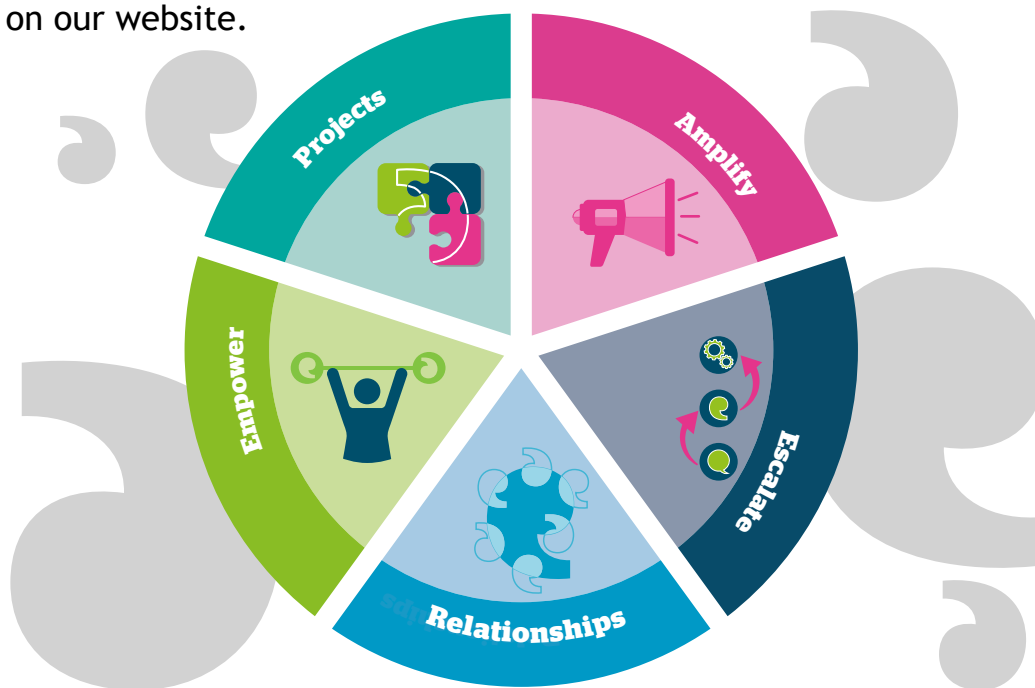 on our website.
Projects
Amplify
Empower
Escalate
Relationships